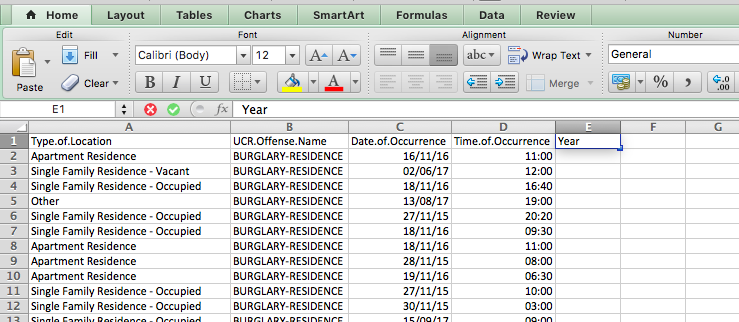 Home Layout Tables Charts SmartArt Formulas Data Review
Edit Font Alignment Number
Fill Calibri (Body) 12 A A abc Wrap Text General
Paste Clear B I U A Merge % , .0 .00
E1 fx Year
A B C D E F G
1 Type.of.Location UCR.Offense.Name Date.of.Occurrence Time.of.Occurrence Year
2 Apartment Residence BURGLARY-RESIDENCE 16/11/16 11:00
3 Single Family Residence - Vacant BURGLARY-RESIDENCE 02/06/17 12:00
4 Single Family Residence - Occupied BURGLARY-RESIDENCE 18/11/16 16:40
5 Other BURGLARY-RESIDENCE 13/08/17 19:00
6 Single Family Residence - Occupied BURGLARY-RESIDENCE 27/11/15 20:20
7 Single Family Residence - Occupied BURGLARY-RESIDENCE 18/11/16 09:30
8 Apartment Residence BURGLARY-RESIDENCE 18/11/16 11:00
9 Apartment Residence BURGLARY-RESIDENCE 28/11/15 08:00
10 Apartment Residence BURGLARY-RESIDENCE 19/11/16 06:30
11 Single Family Residence - Occupied BURGLARY-RESIDENCE 27/11/15 10:00
12 Single Family Residence - Occupied BURGLARY-RESIDENCE 30/11/15 03:00
13 Single Family Residence - Occupied BURGLARY-RESIDENCE 15/09/17 09:00